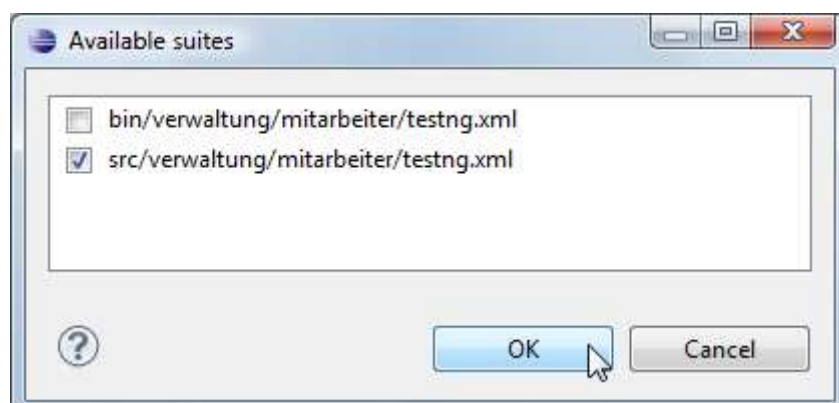 Available suites
bin/verwaltung/mitarbeiter/testng.xml
src/verwaltung/mitarbeiter/testng.xml
?
OK Cancel